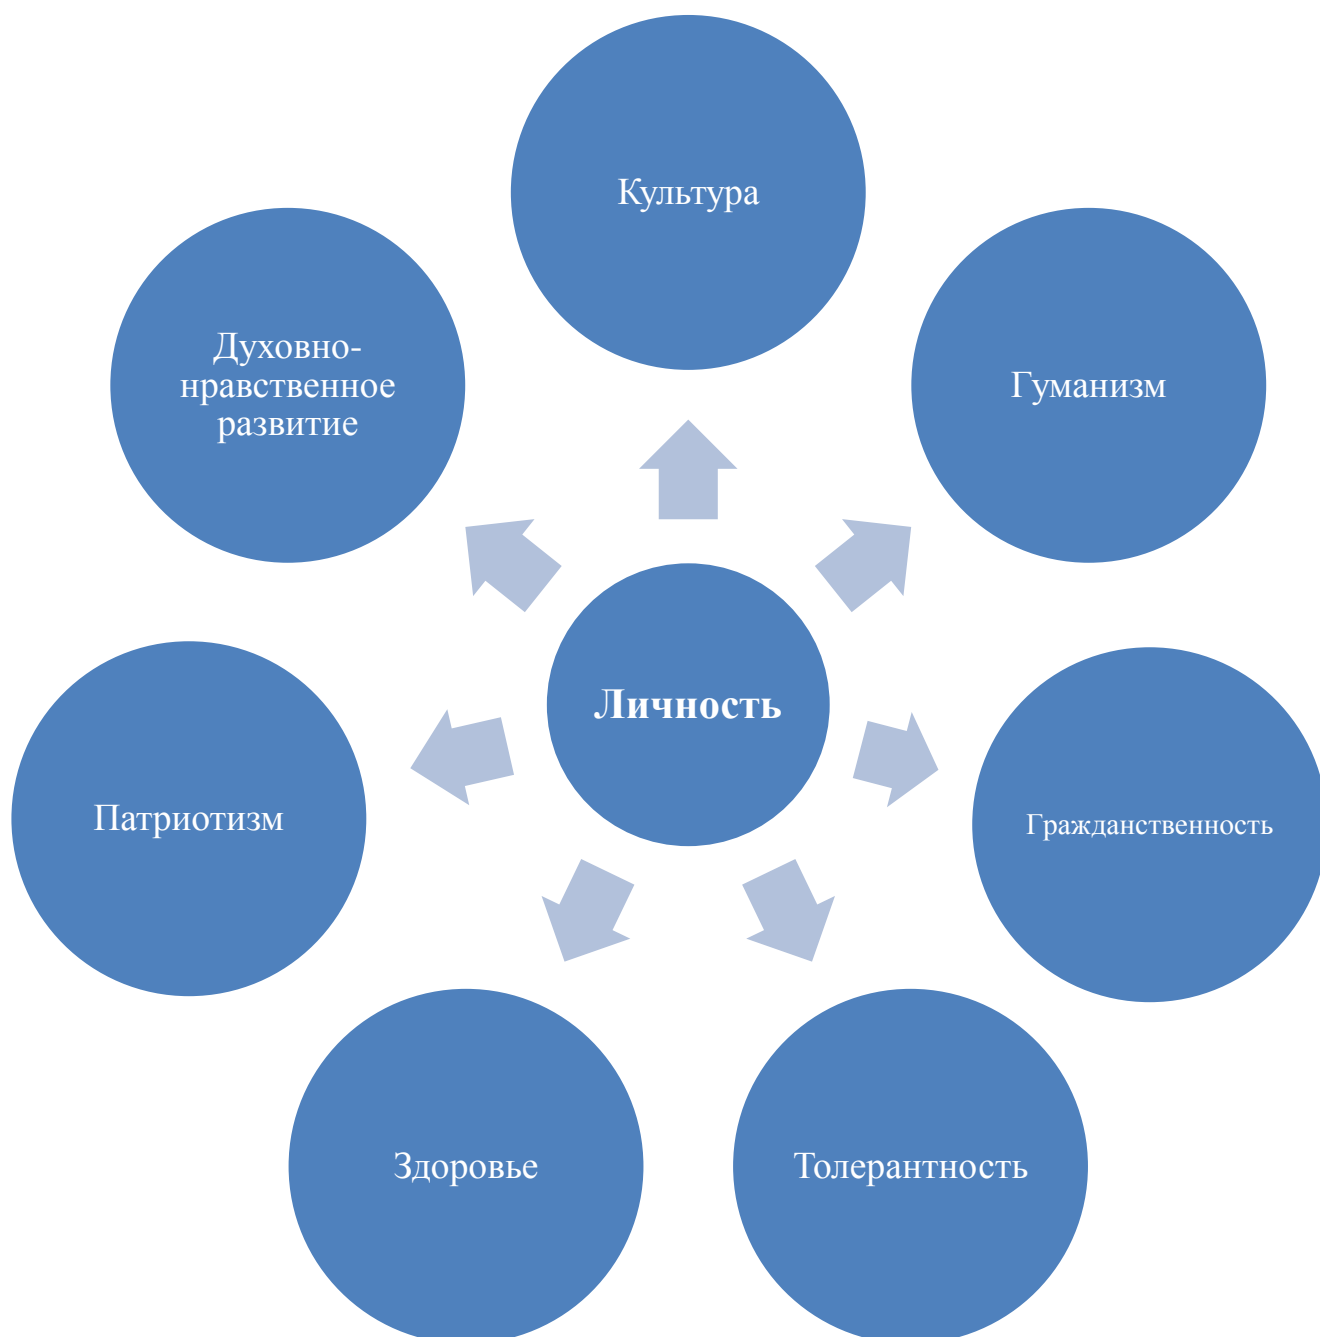 Культура
Духовно-
нравственное
развитие
Гуманизм
Личность
Патриотизм
Гражданственность
Здоровье
Толерантность